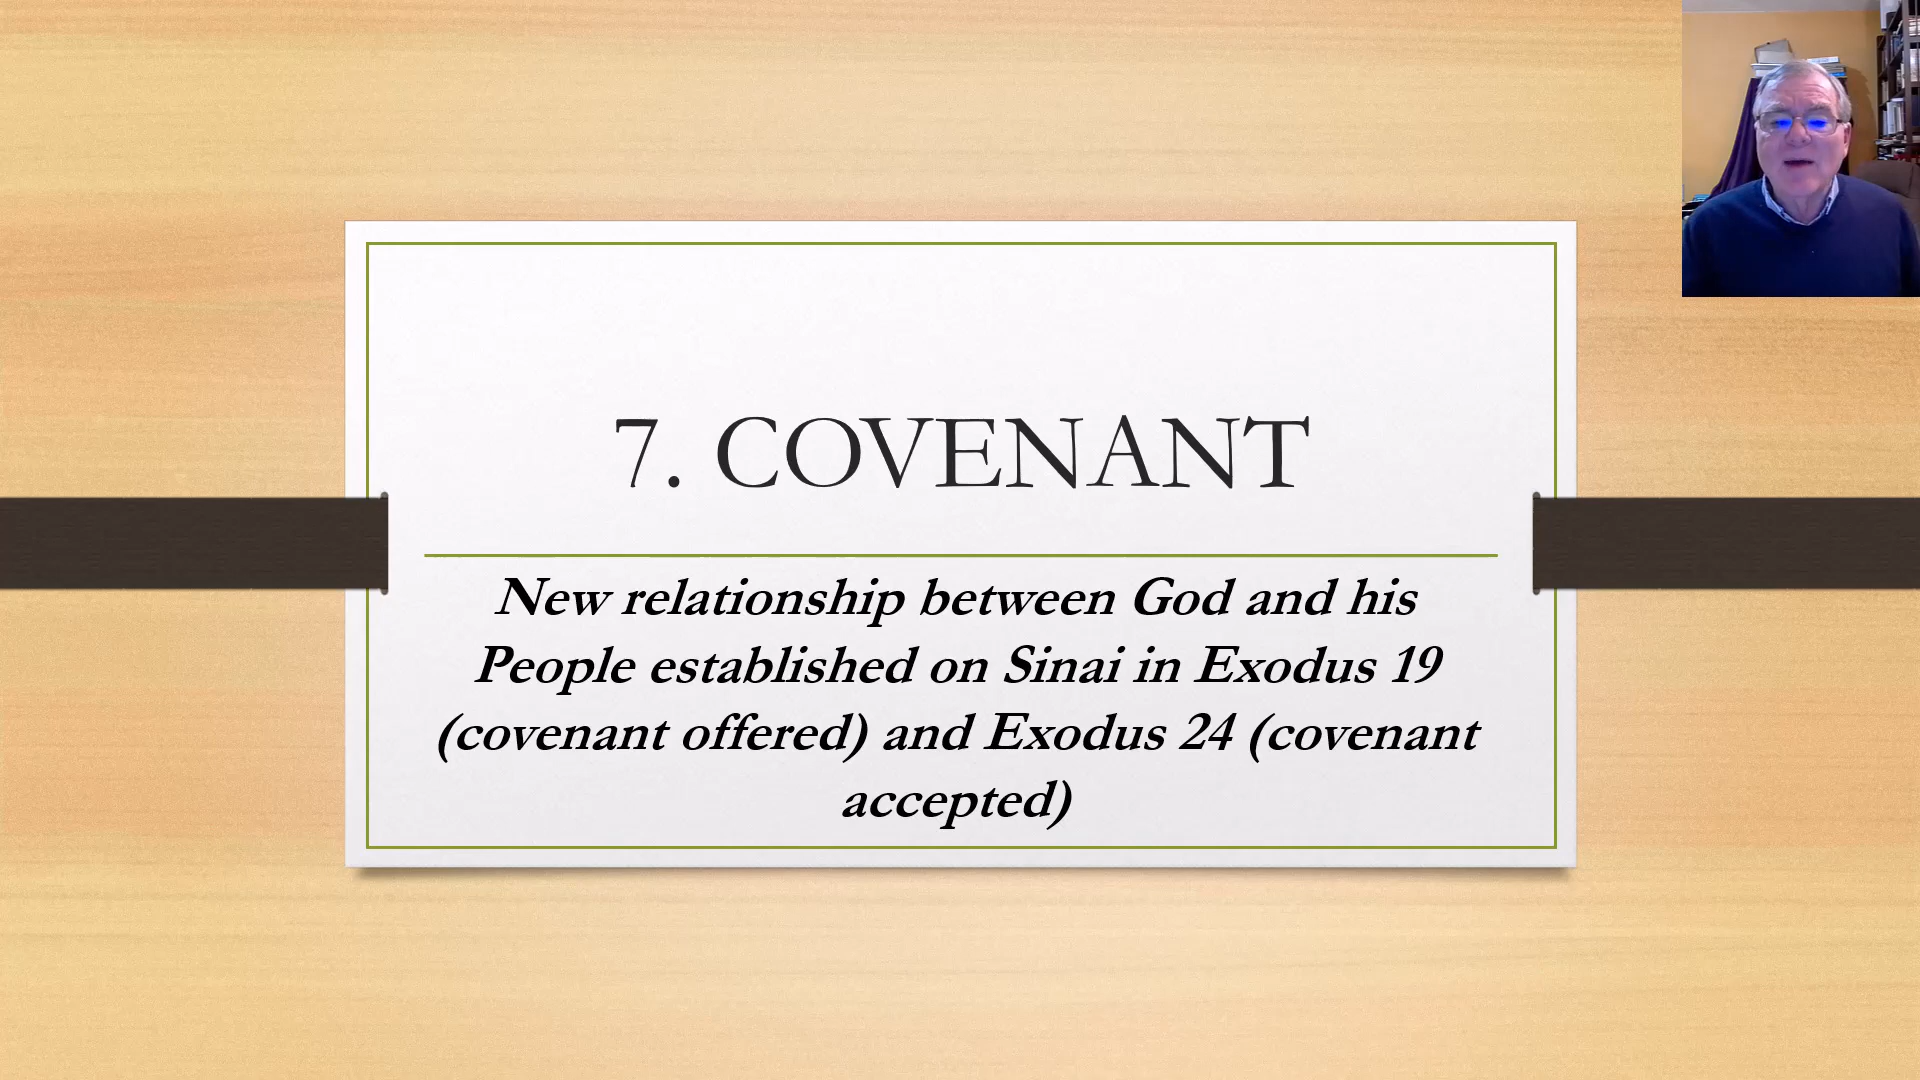 7. COVENANT
New relationship between God and his
People established on Sinai in Exodus 19
(covenant offered) and Exodus 24 (covenant
accepted)